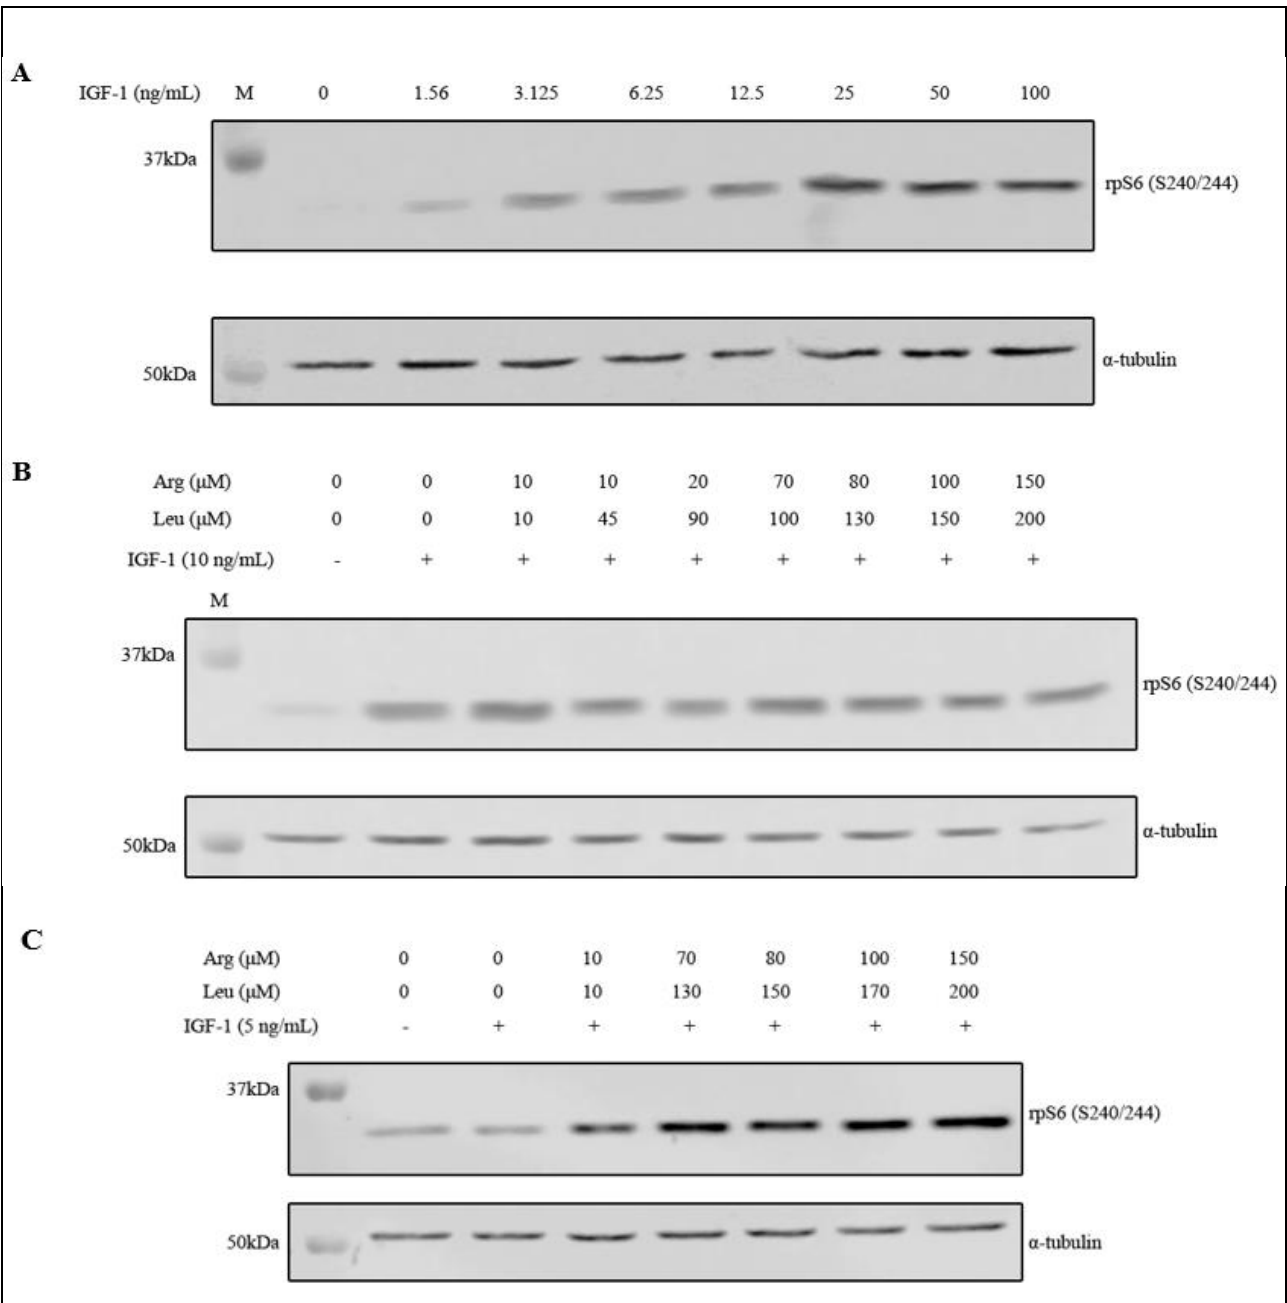 A
IGF-1 (ng/mL) M 0 1.56 3.125 6.25 12.5 25 50 100
37kDa
rpS6 (S240/244)
50kDa
α-tubulin
B
Arg (μM) 0 0 10 10 20 70 80 100 150
Leu (μM) 0 0 10 45 90 100 130 150 200
IGF-1 (10 ng/mL) - + + + + + + + +
M
37kDa
rpS6 (S240/244)
50kDa
α-tubulin
C
Arg (μM) 0 0 10 70 80 100 150
Leu (μM) 0 0 10 130 150 170 200
IGF-1 (5 ng/mL) - + + + + + +
37kDa
rpS6 (S240/244)
50kDa
α-tubulin